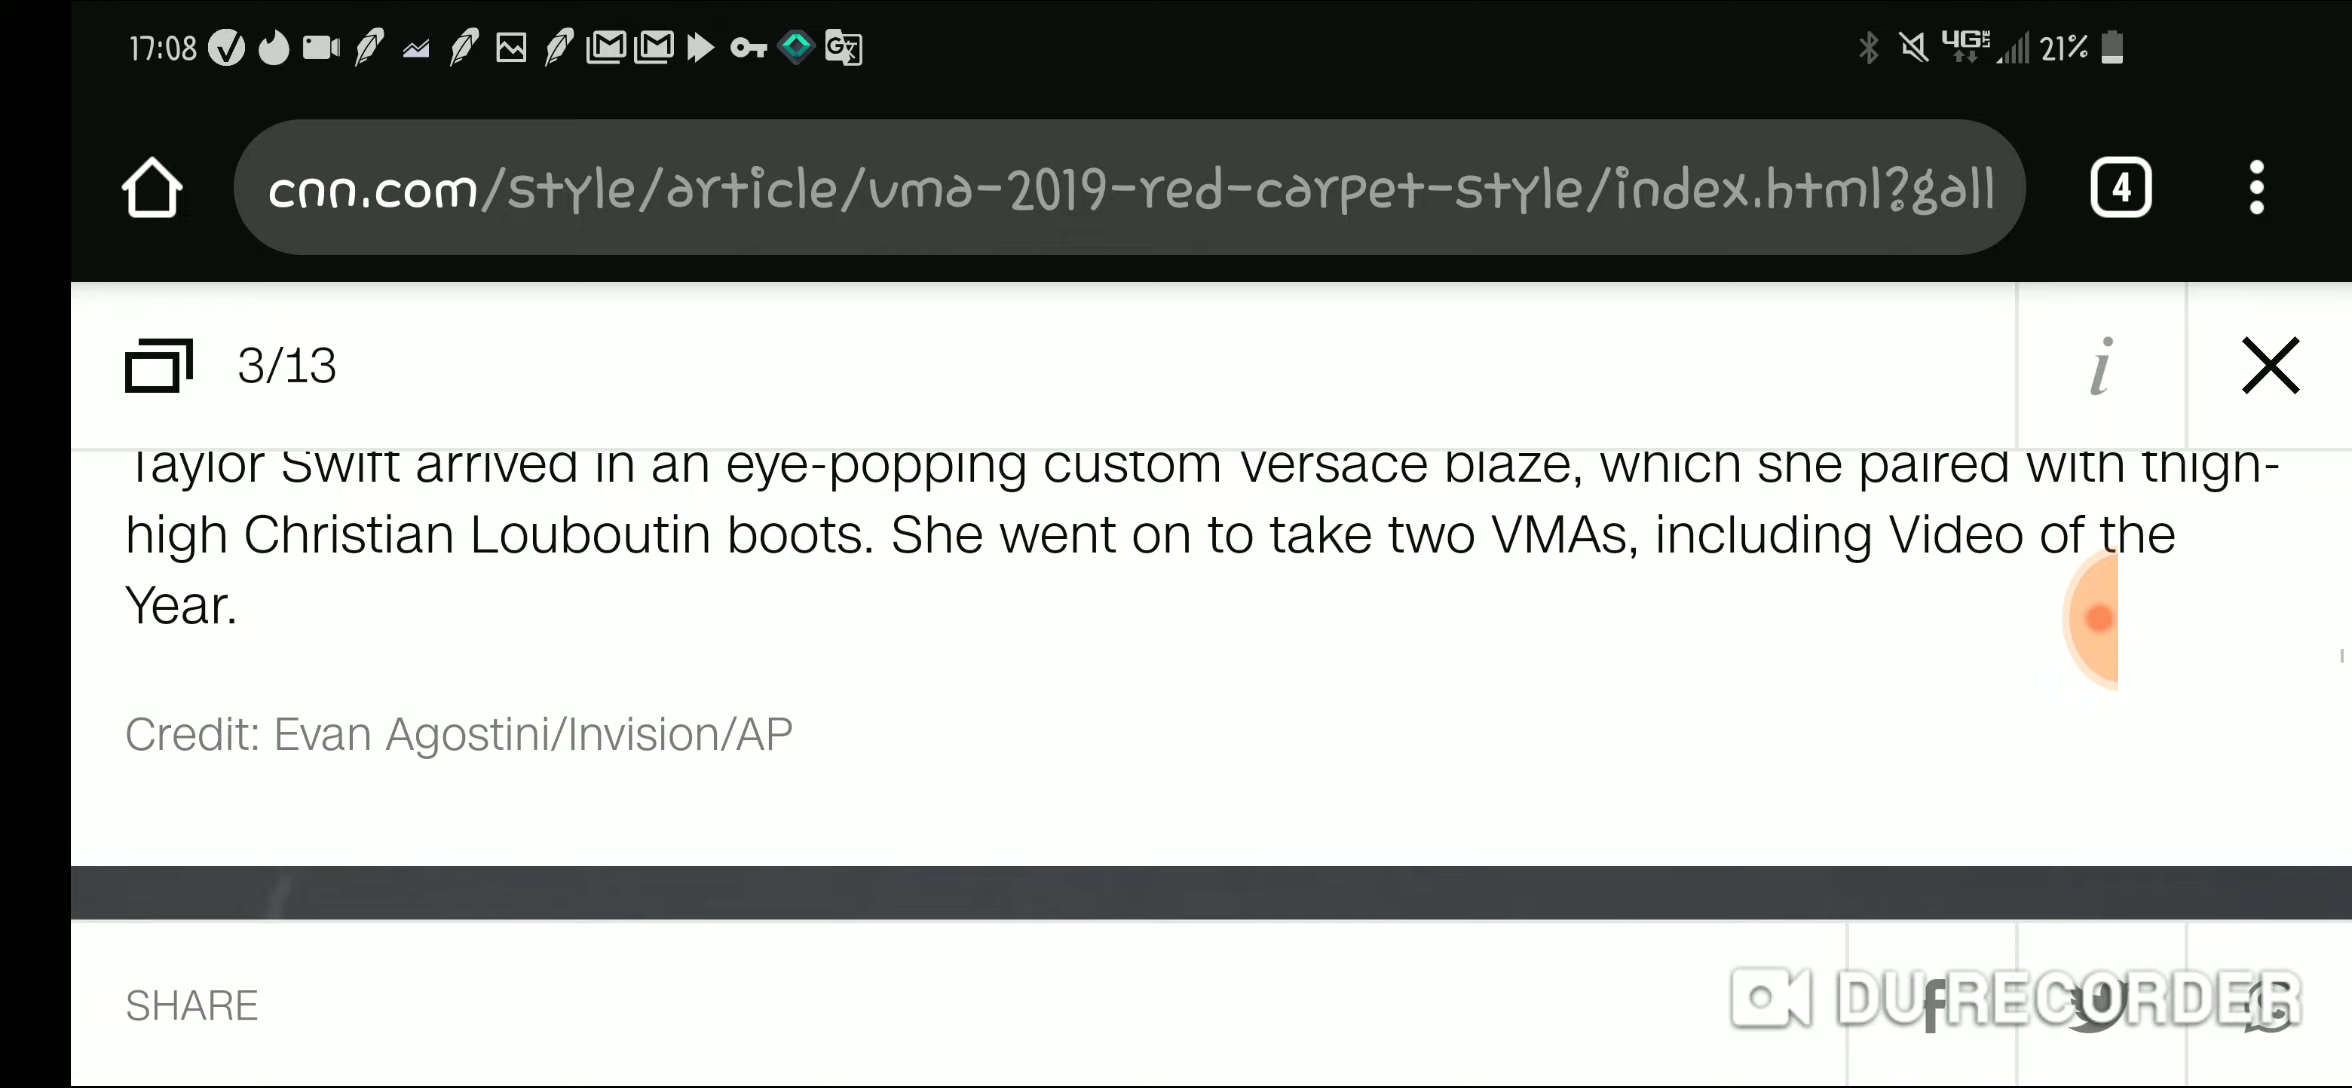 17:08
4G LTE 21%
cnn.com/style/article/vma-2019-red-carpet-style/index.html?gall
4
3/13
i
Taylor Swift arrived in an eye-popping custom Versace blaze, which she paired with thigh-
high Christian Louboutin boots. She went on to take two VMAs, including Video of the
Year.
Credit: Evan Agostini/Invision/AP
SHARE
DU RECORDER